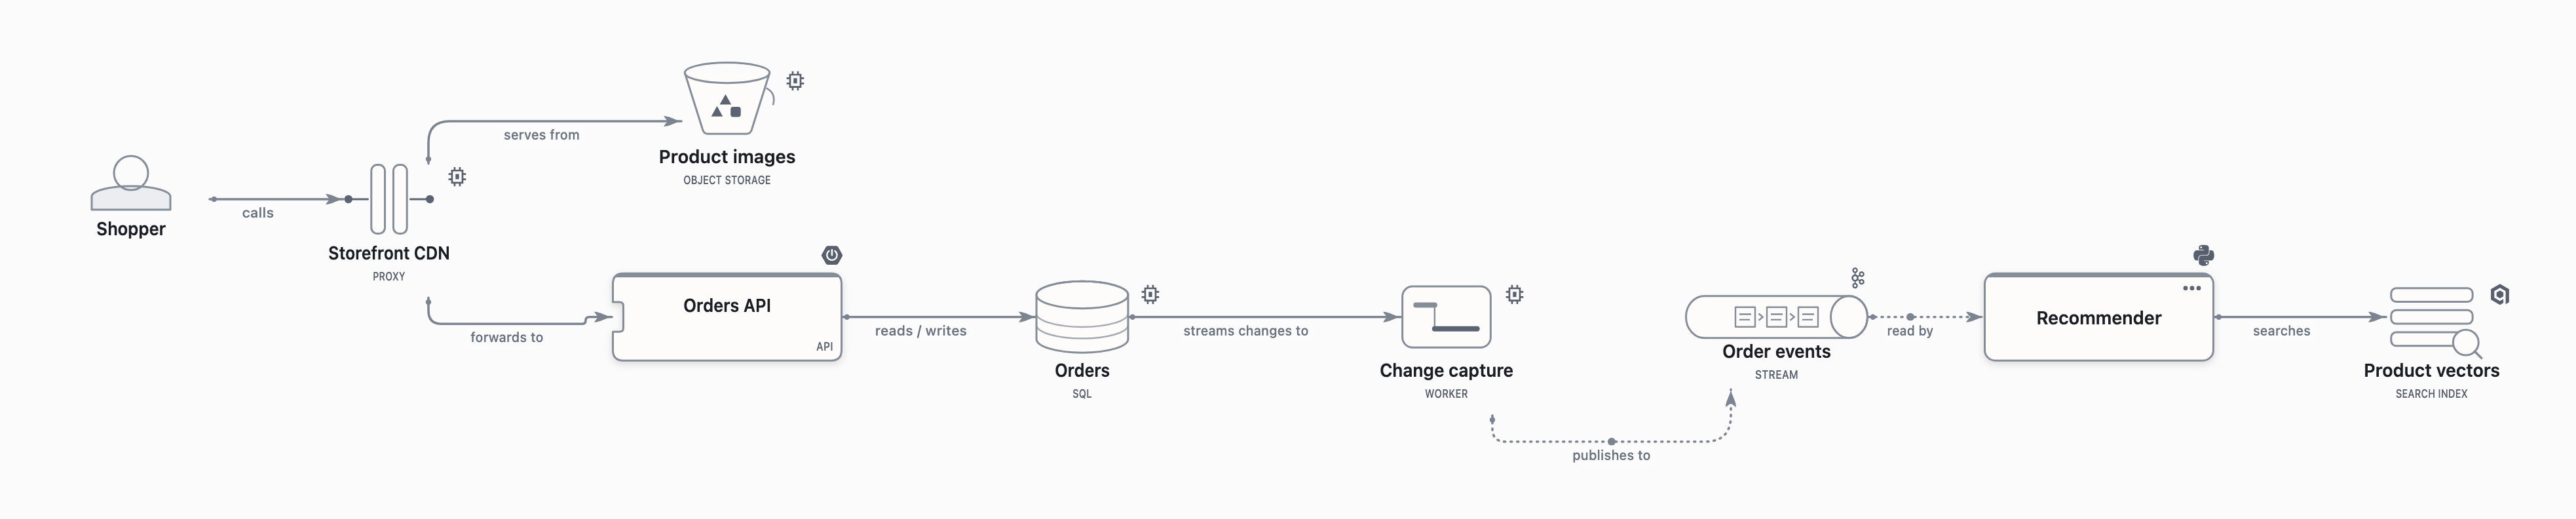 Product images
OBJECT STORAGE
serves from
Shopper
calls
Storefront CDN
PROXY
forwards to
Orders API
API
reads / writes
Orders
SQL
streams changes to
Change capture
WORKER
publishes to
Order events
STREAM
read by
Recommender
searches
Product vectors
SEARCH INDEX